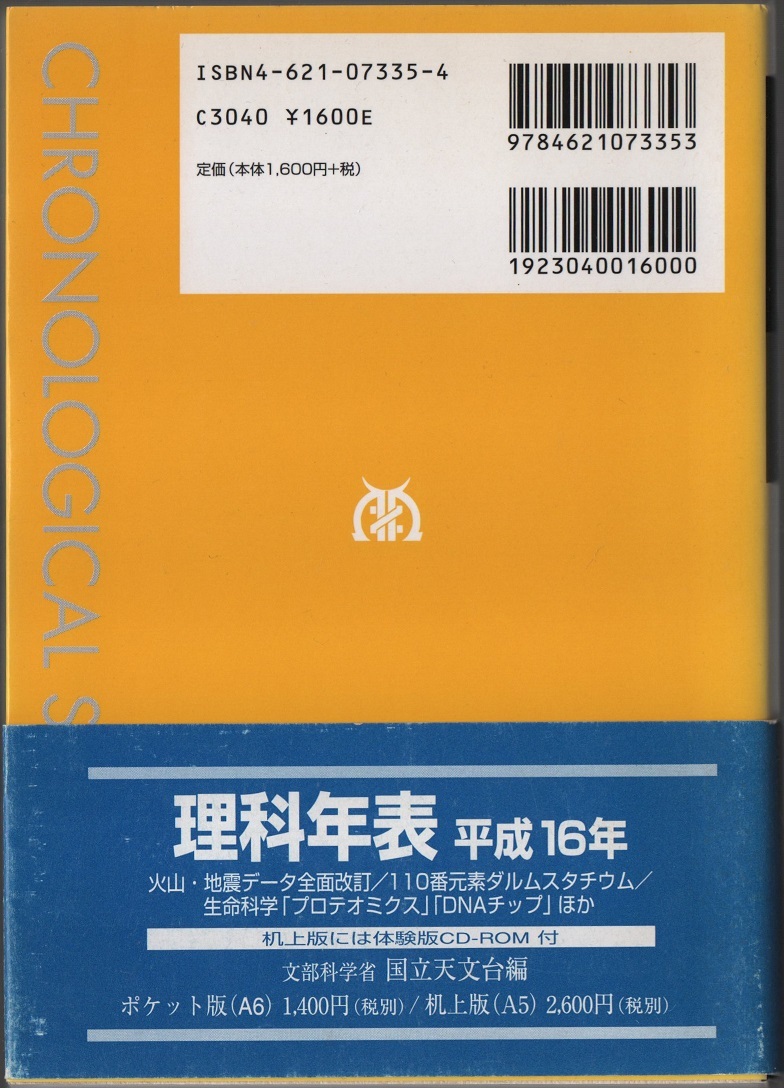 ISBN4-621-07335-4
C3040 ¥1600E
定価(本体1,600円+税)
9784621073353
1923040016000
CHRONOLOGICAL S
理科年表 平成16年
火山・地震データ全面改訂/110番元素ダルムスタチウム/
生命科学「プロテオミクス」「DNAチップ」ほか
机上版には体験版CD-ROM 付
文部科学省 国立天文台編
ポケット版(A6) 1,400円(税別)/机上版(A5) 2,600円(税別)